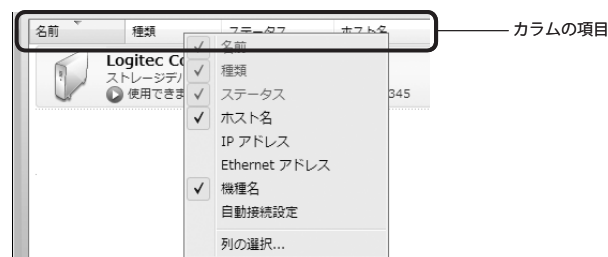 名前 種類 ステータス ホスト名
カラムの項目
Logitec
ストレージデバ
使用できま
345
名前
種類
ステータス
ホスト名
IP アドレス
Ethernet アドレス
機種名
自動接続設定
列の選択...